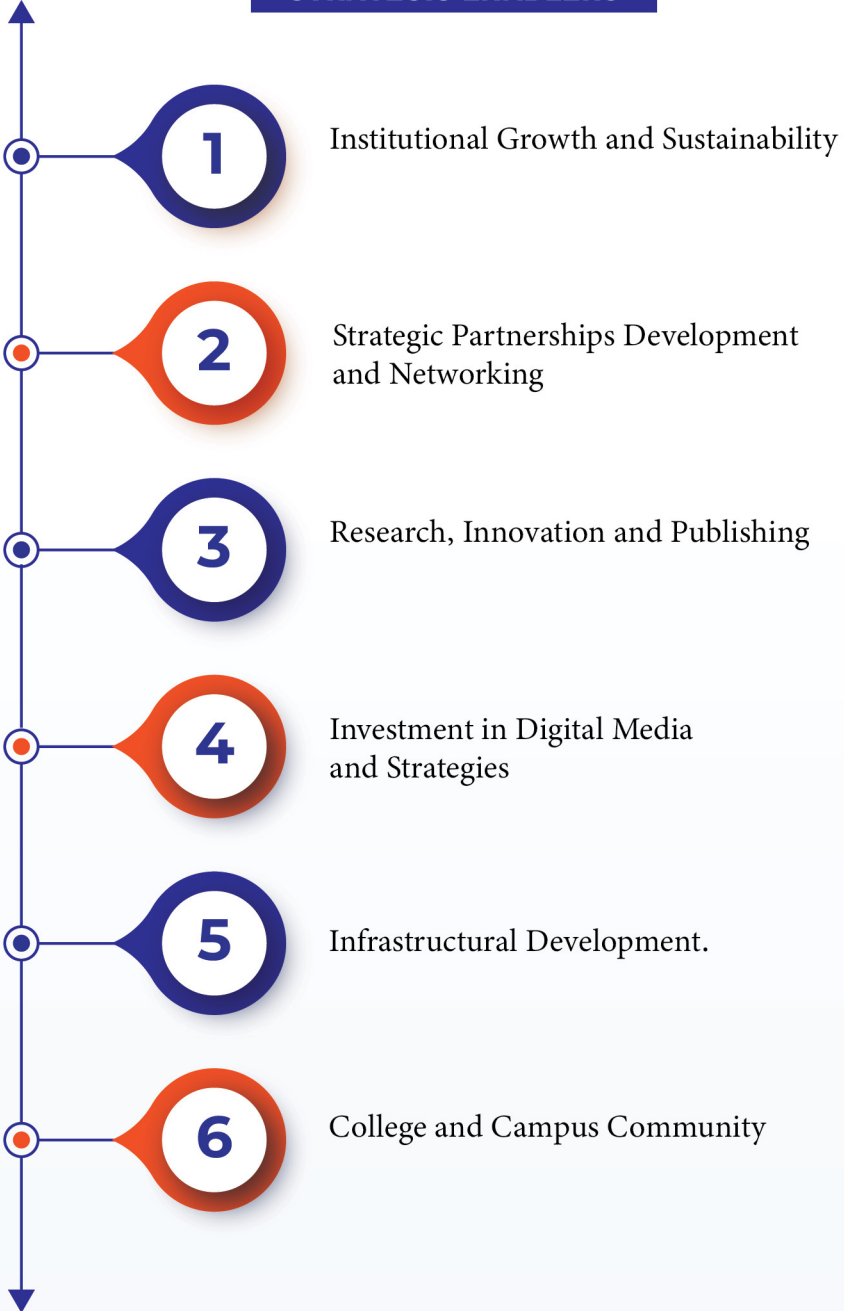 1
Institutional Growth and Sustainability
2
Strategic Partnerships Development
and Networking
3
Research, Innovation and Publishing
4
Investment in Digital Media
and Strategies
5
Infrastructural Development.
6
College and Campus Community